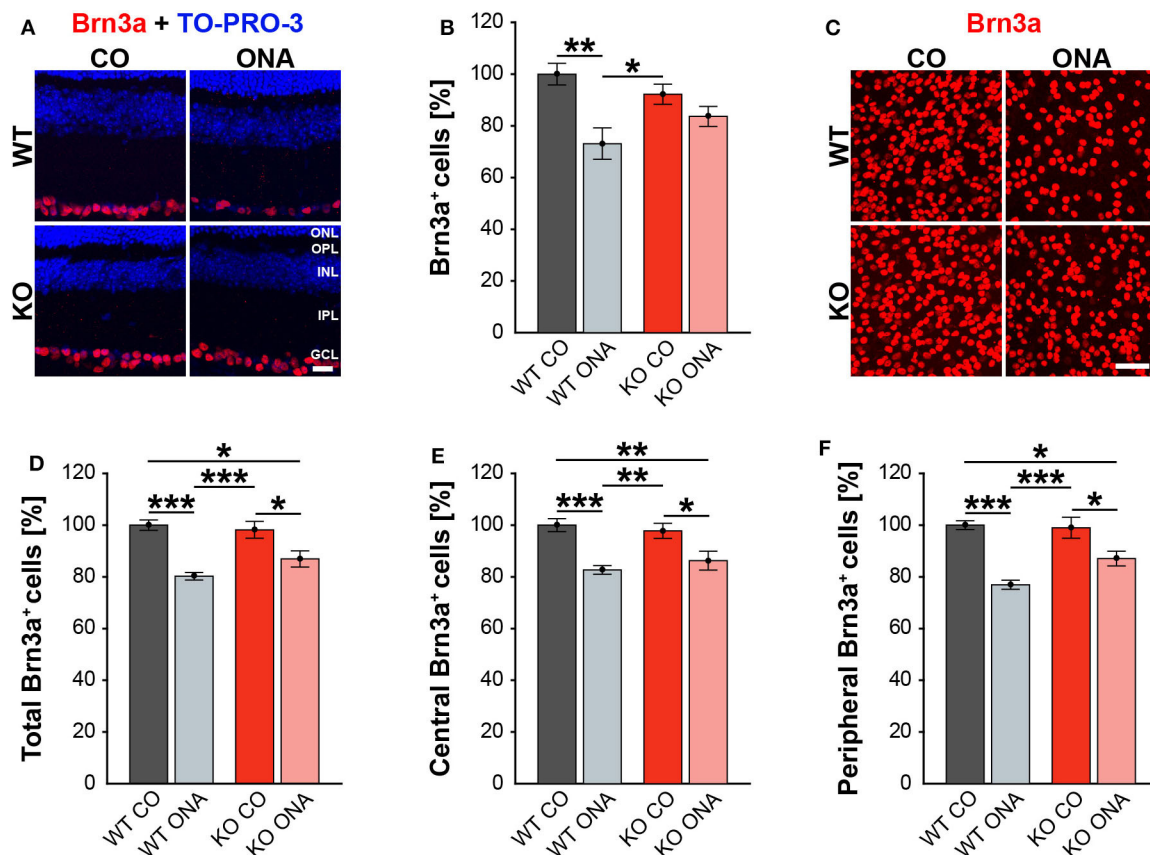 A
Brn3a + TO-PRO-3
CO ONA
WT
KO
ONL
OPL
INL
IPL
GCL
B
Brn3a⁺ cells [%]
120
100
80
60
40
20
0
**
*
WT CO
WT ONA
KO CO
KO ONA
C
Brn3a
CO ONA
WT
KO
D
Total Brn3a⁺ cells [%]
120
100
80
60
40
20
0
*
***
***
*
WT CO
WT ONA
KO CO
KO ONA
E
Central Brn3a⁺ cells [%]
120
100
80
60
40
20
0
**
**
***
*
WT CO
WT ONA
KO CO
KO ONA
F
Peripheral Brn3a⁺ cells [%]
120
100
80
60
40
20
0
*
***
***
*
WT CO
WT ONA
KO CO
KO ONA